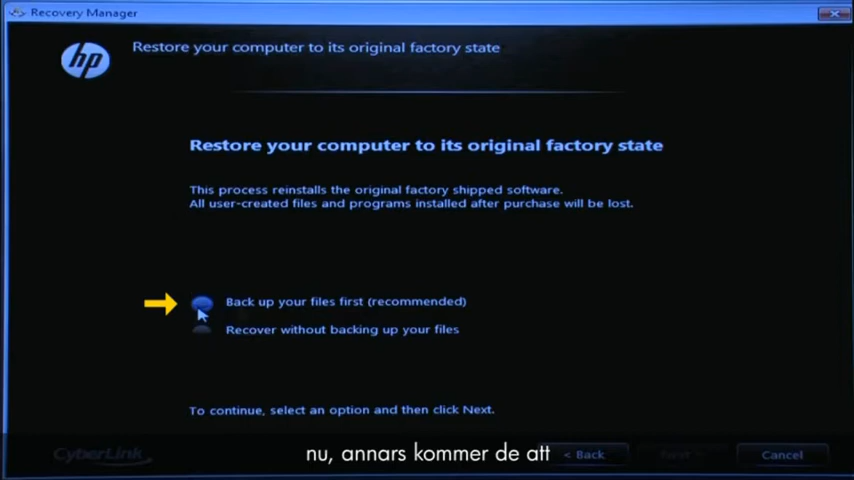 Recovery Manager
hp
Restore your computer to its original factory state
Restore your computer to its original factory state
This process reinstalls the original factory shipped software.
All user-created files and programs installed after purchase will be lost.
Back up your files first (recommended)
Recover without backing up your files
To continue, select an option and then click Next.
CyberLink
nu, annars kommer de att
< Back
Next >
Cancel